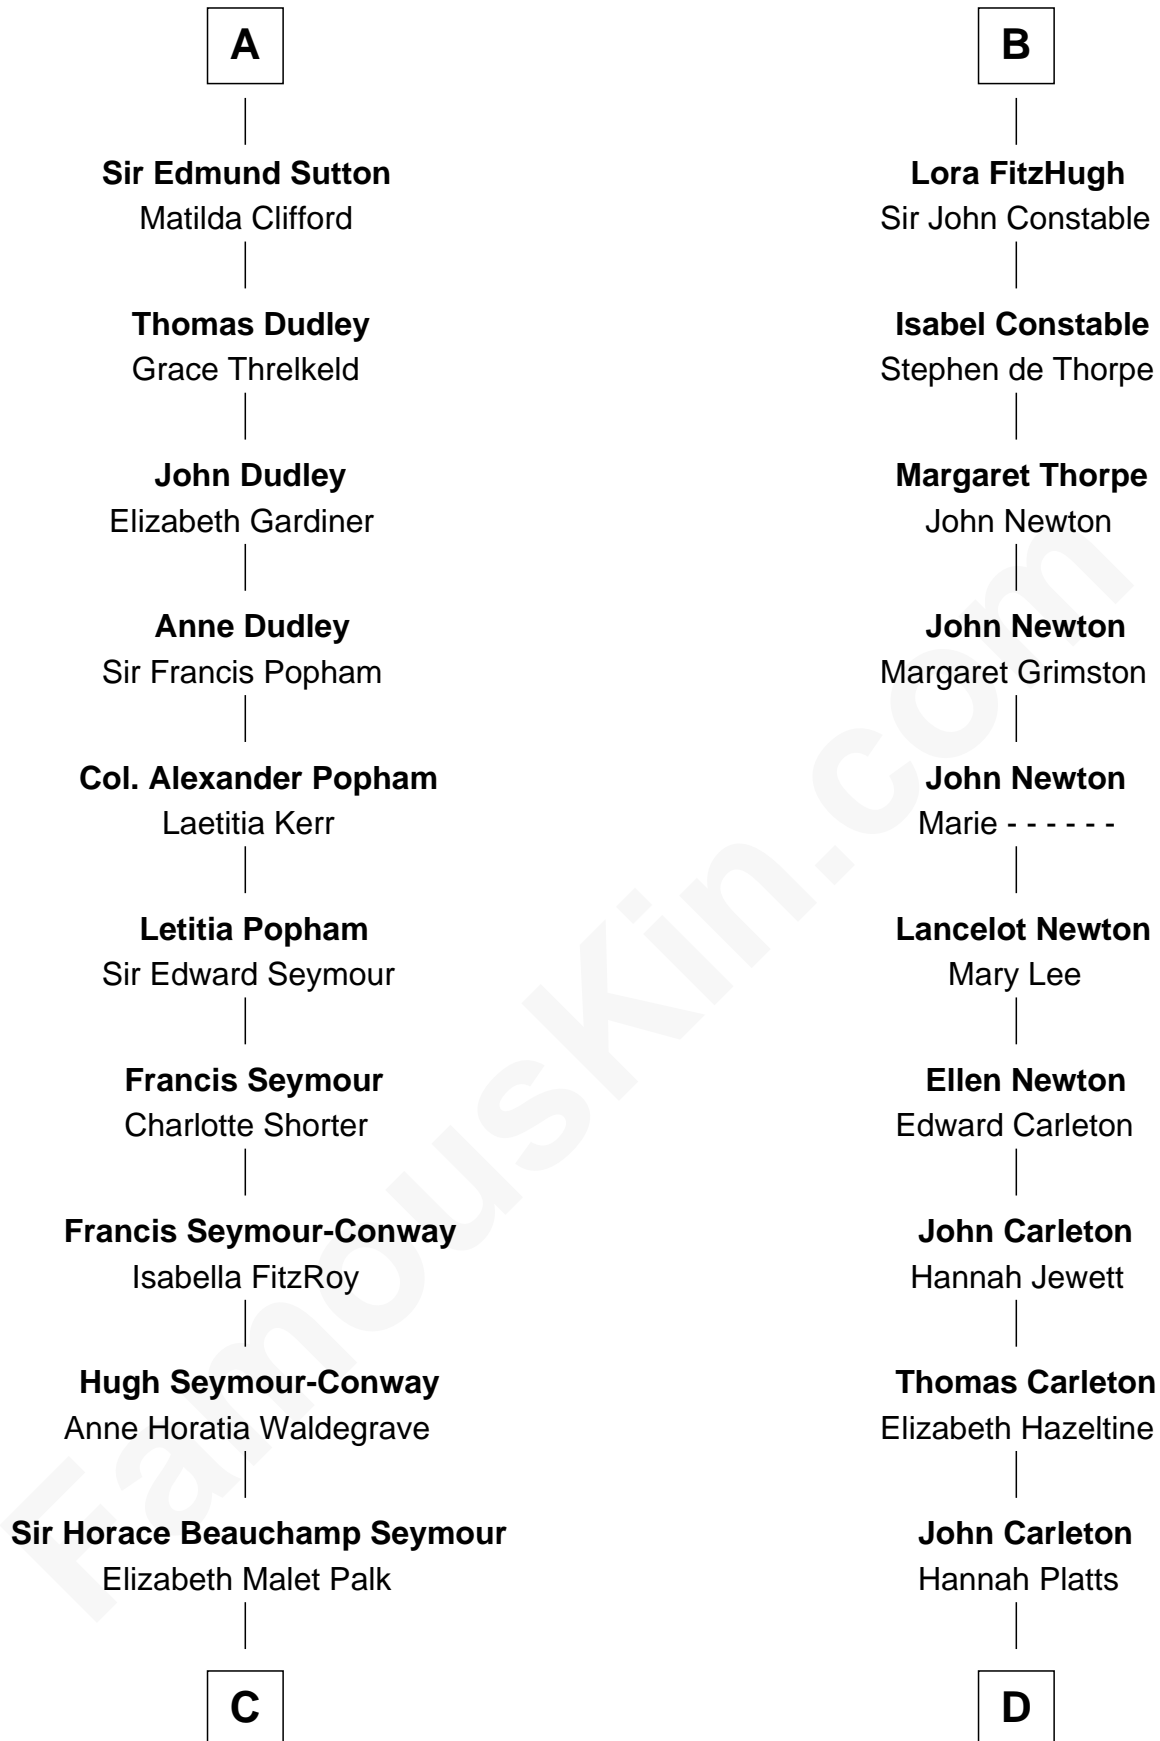 A
Sir Edmund Sutton
Matilda Clifford
Thomas Dudley
Grace Threlkeld
John Dudley
Elizabeth Gardiner
Anne Dudley
Sir Francis Popham
Col. Alexander Popham
Laetitia Kerr
Letitia Popham
Sir Edward Seymour
Francis Seymour
Charlotte Shorter
Francis Seymour-Conway
Isabella FitzRoy
Hugh Seymour-Conway
Anne Horatia Waldegrave
Sir Horace Beauchamp Seymour
Elizabeth Malet Palk
C
B
Lora FitzHugh
Sir John Constable
Isabel Constable
Stephen de Thorpe
Margaret Thorpe
John Newton
John Newton
Margaret Grimston
John Newton
Marie - - - - - -
Lancelot Newton
Mary Lee
Ellen Newton
Edward Carleton
John Carleton
Hannah Jewett
Thomas Carleton
Elizabeth Hazeltine
John Carleton
Hannah Platts
D
FamousKin.com